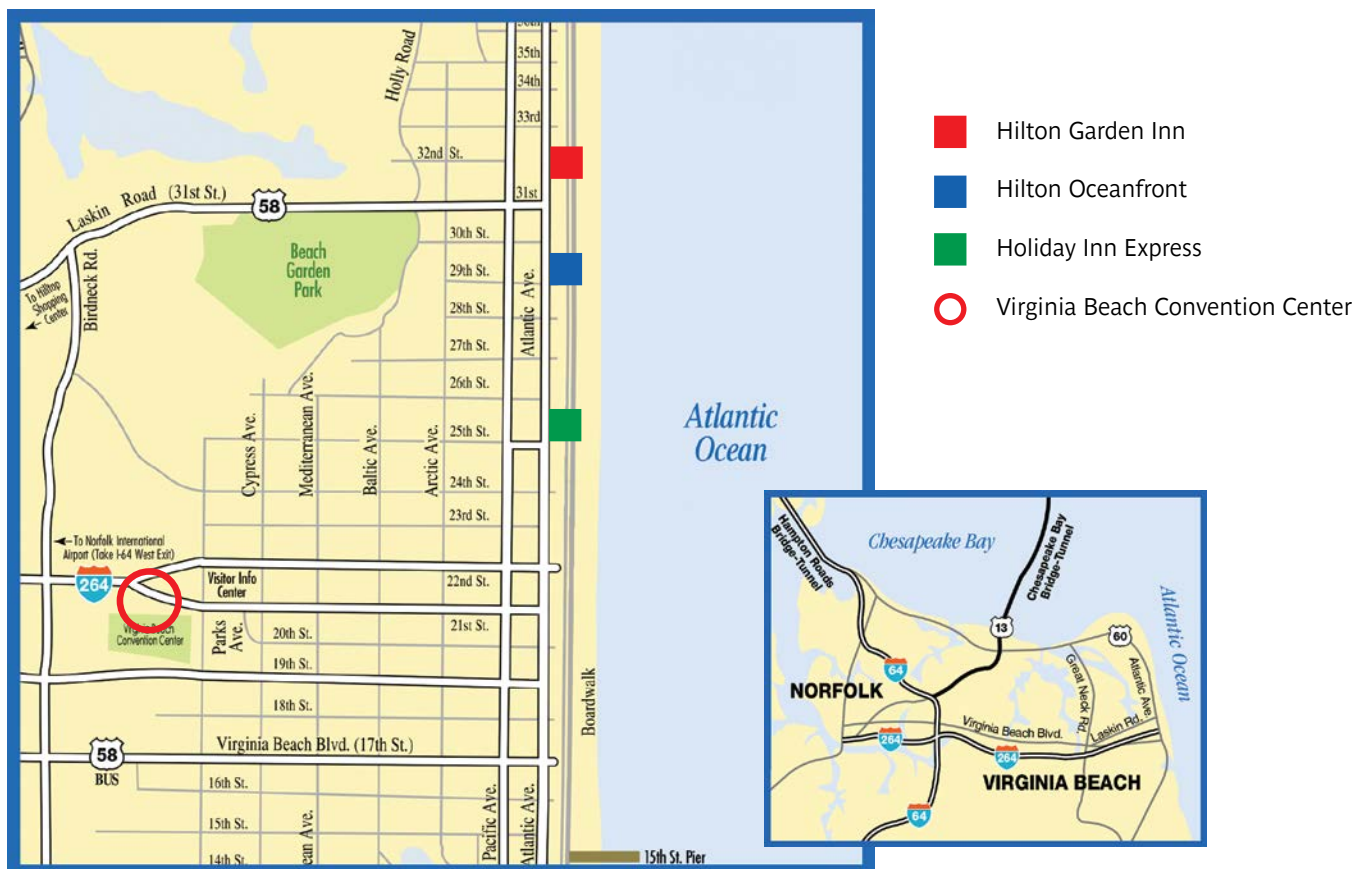 35th
34th
33rd
32nd St.
31st
Holly Road
Laskin Road (31st St.)
58
Birdneck Rd.
To Hilltop
Shopping
Center
Beach
Garden
Park
30th St.
29th St.
28th St.
27th St.
26th St.
25th St.
24th St.
23rd St.
Atlantic Ave.
Cypress Ave.
Mediterranean Ave.
Baltic Ave.
Arctic Ave.
To Norfolk International
Airport (Take I-64 West Exit)
264
Visitor Info
Center
22nd St.
21st St.
Virginia Beach
Convention Center
Parks
Ave.
20th St.
19th St.
18th St.
Virginia Beach Blvd. (17th St.)
58
BUS
16th St.
15th St.
14th St.
ean Ave.
Pacific Ave.
Atlantic Ave.
Boardwalk
15th St. Pier
Atlantic
Ocean
Hilton Garden Inn
Hilton Oceanfront
Holiday Inn Express
Virginia Beach Convention Center
Hampton Roads
Bridge-Tunnel
Chesapeake Bay
Chesapeake Bay
Bridge-Tunnel
Atlantic Ocean
13
60
64
NORFOLK
Great Neck Rd.
Atlantic Ave.
Virginia Beach Blvd.
Laskin Rd.
264
264
VIRGINIA BEACH
64